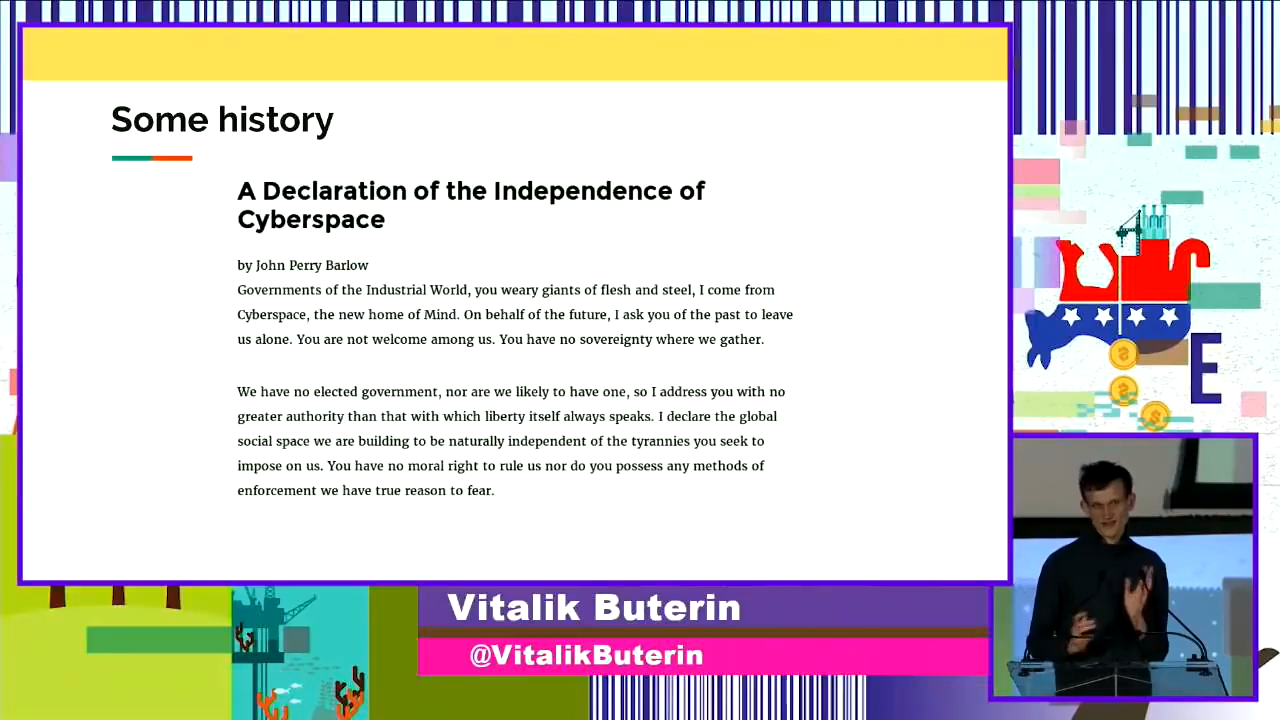 Some history
A Declaration of the Independence of
Cyberspace
by John Perry Barlow
Governments of the Industrial World, you weary giants of flesh and steel, I come from
Cyberspace, the new home of Mind. On behalf of the future, I ask you of the past to leave
us alone. You are not welcome among us. You have no sovereignty where we gather.
We have no elected government, nor are we likely to have one, so I address you with no
greater authority than that with which liberty itself always speaks. I declare the global
social space we are building to be naturally independent of the tyrannies you seek to
impose on us. You have no moral right to rule us nor do you possess any methods of
enforcement we have true reason to fear.
E
$
$
$
Vitalik Buterin
@VitalikButerin